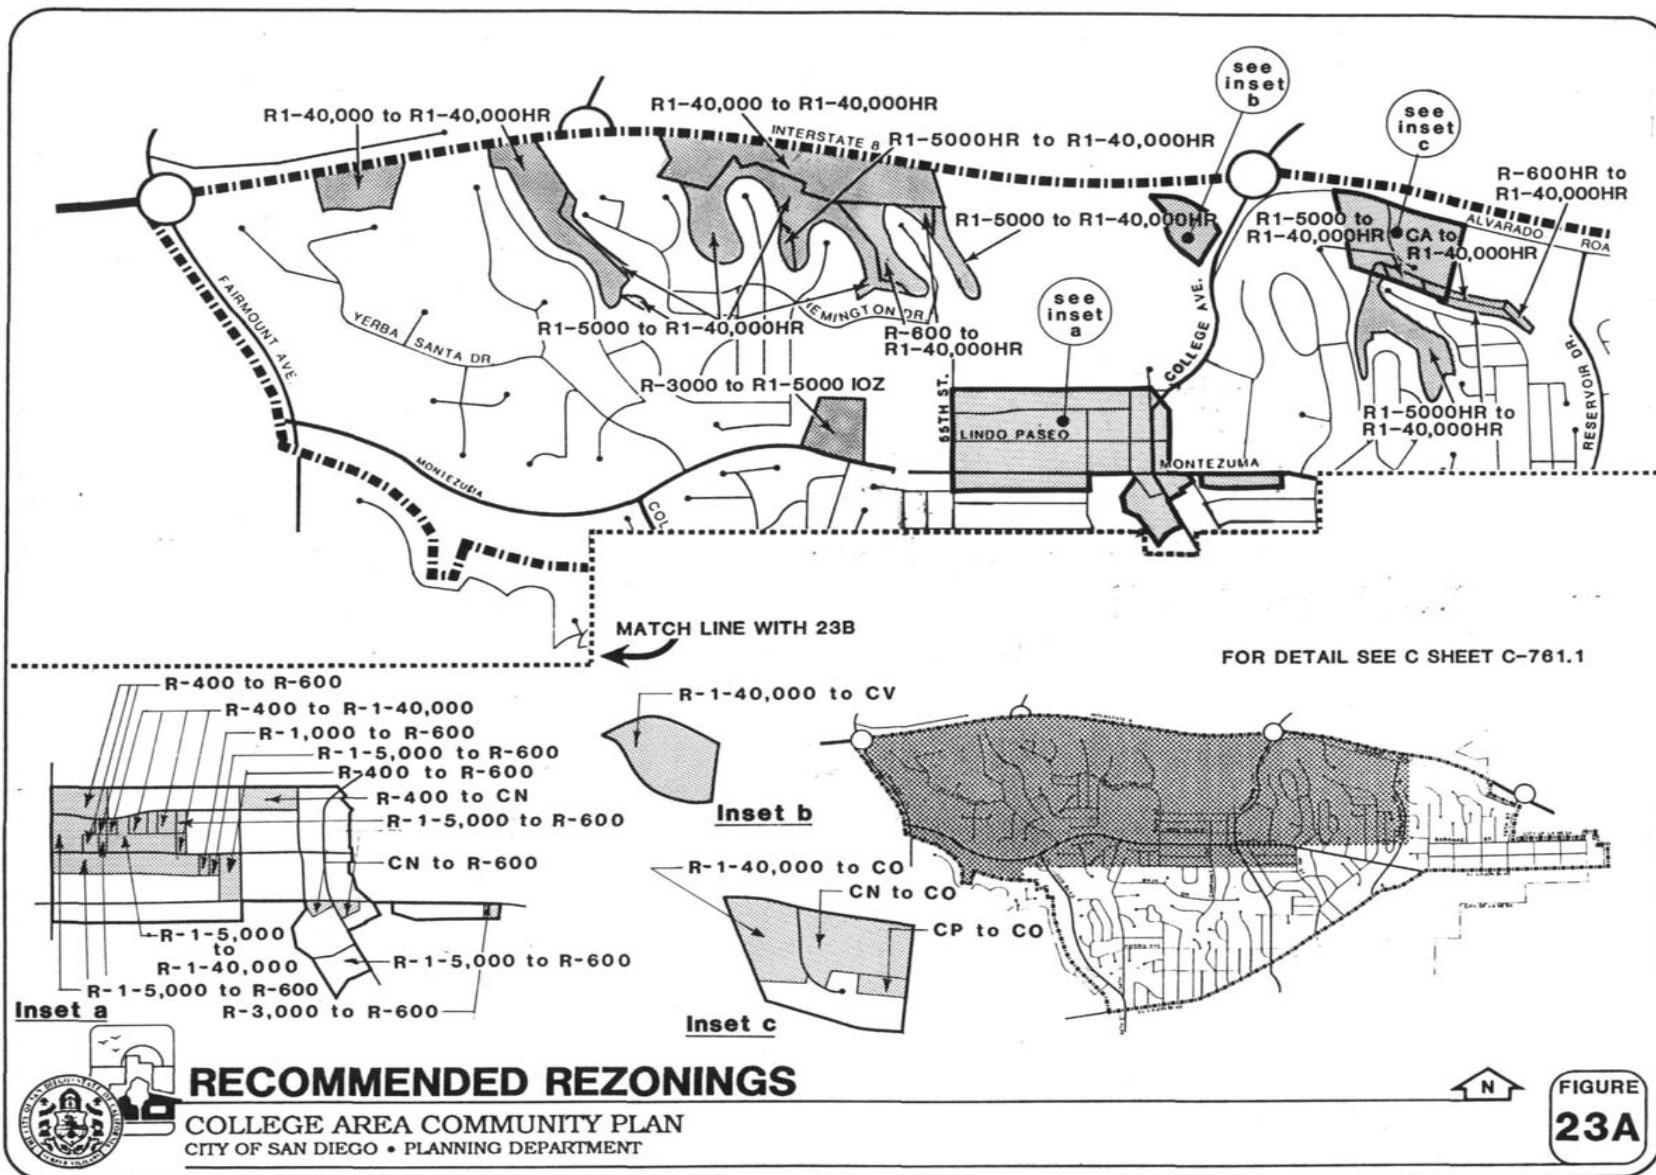 see
inset
b
see
inset
c
R1-40,000 to R1-40,000HR
R1-40,000 to R1-40,000HR
INTERSTATE 8
R1-5000HR to R1-40,000HR
R-600HR to
R1-40,000HR
R1-5000 to R1-40,000HR
R1-5000 to
R1-40,000HR
CA to
R1-40,000HR
ALVARADO
ROA
FAIRMOUNT AVE.
YERBA
SANTA DR.
R1-5000 to R1-40,000HR
REMINGTON DR.
R-600 to
R1-40,000HR
see
inset
a
COLLEGE AVE.
RESERVOIR DR.
R-3000 to R1-5000 IOZ
55TH ST.
LINDO PASEO
R1-5000HR to
R1-40,000HR
MONTEZUMA
MONTEZUMA
COL
MATCH LINE WITH 23B
FOR DETAIL SEE C SHEET C-761.1
R-400 to R-600
R-400 to R-1-40,000
R-1,000 to R-600
R-1-5,000 to R-600
R-400 to R-600
R-400 to CN
R-1-5,000 to R-600
CN to R-600
R-1-5,000
to
R-1-40,000
R-1-5,000 to R-600
R-1-5,000 to R-600
R-3,000 to R-600
Inset a
R-1-40,000 to CV
Inset b
R-1-40,000 to CO
CN to CO
CP to CO
Inset c
RECOMMENDED REZONINGS
COLLEGE AREA COMMUNITY PLAN
CITY OF SAN DIEGO • PLANNING DEPARTMENT
N
FIGURE
23A